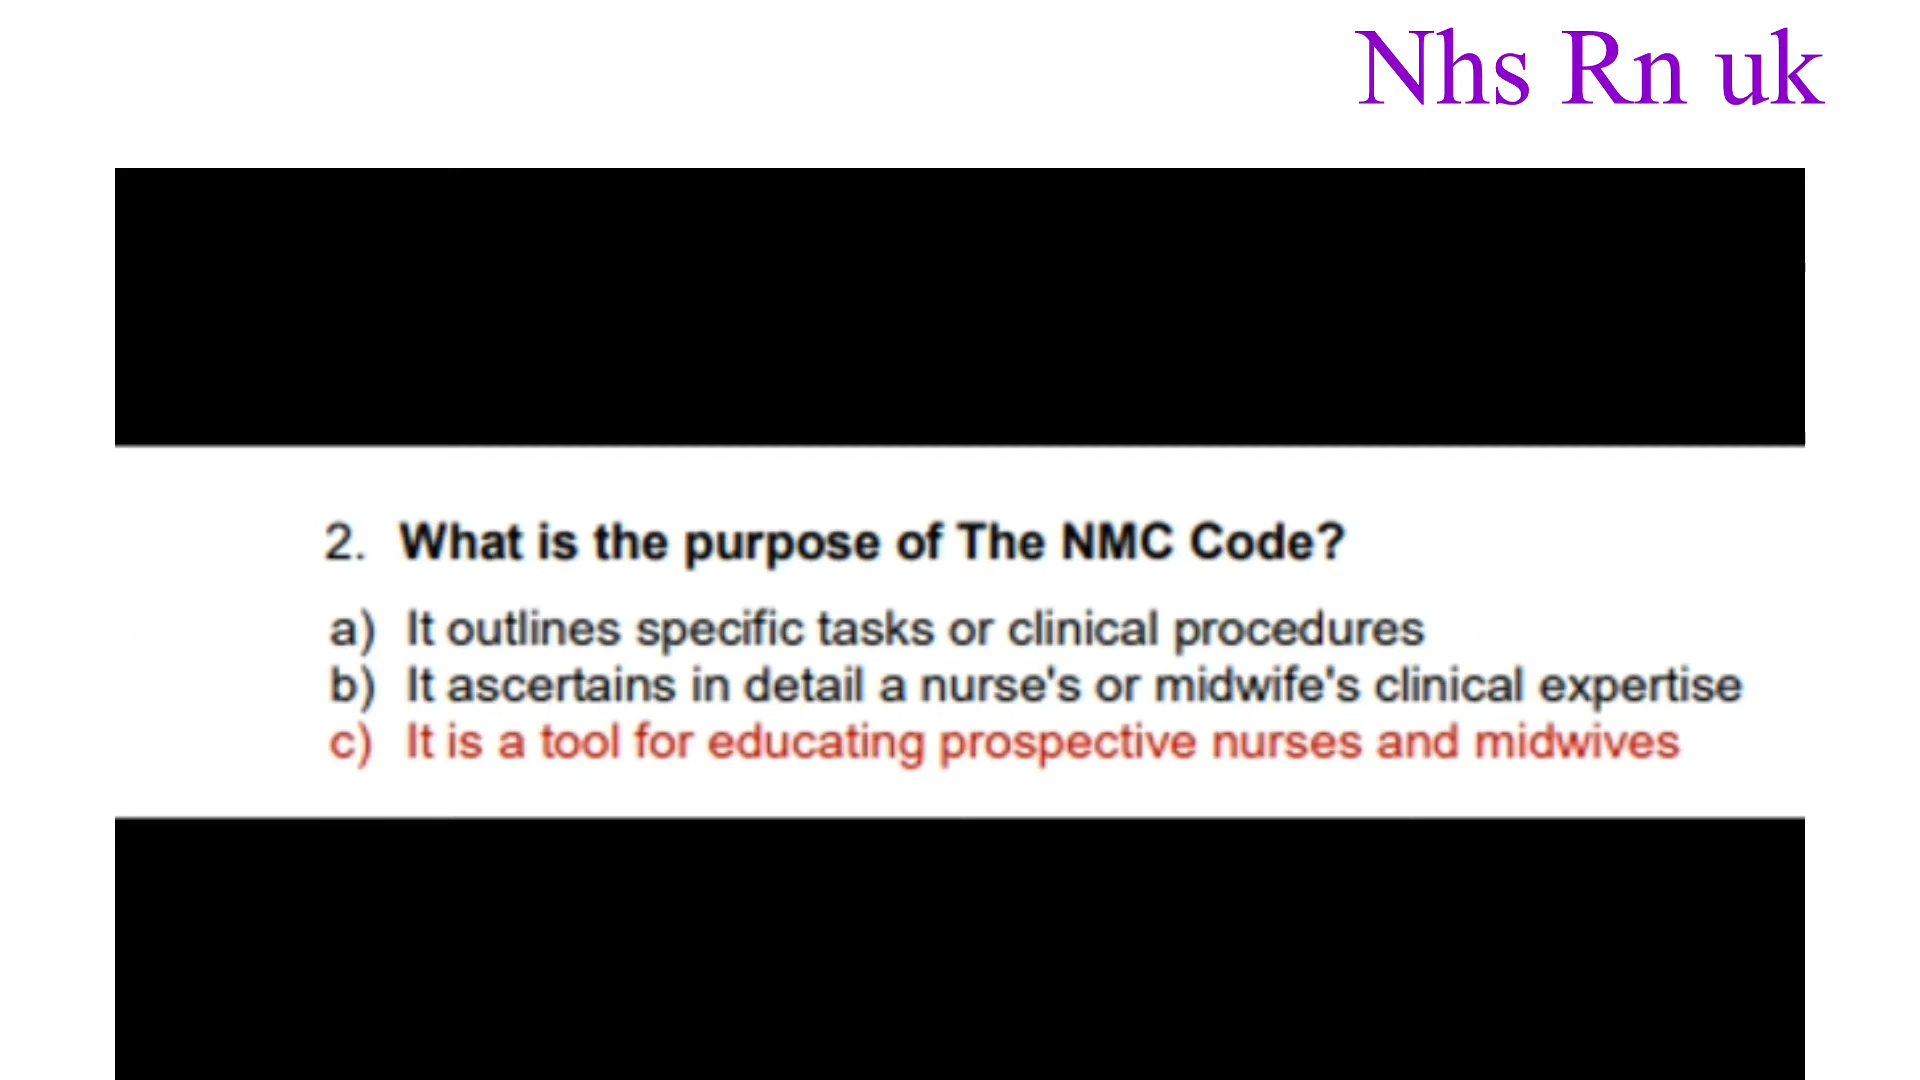 Nhs Rn uk
2. What is the purpose of The NMC Code?
a) It outlines specific tasks or clinical procedures
b) It ascertains in detail a nurse's or midwife's clinical expertise
c) It is a tool for educating prospective nurses and midwives